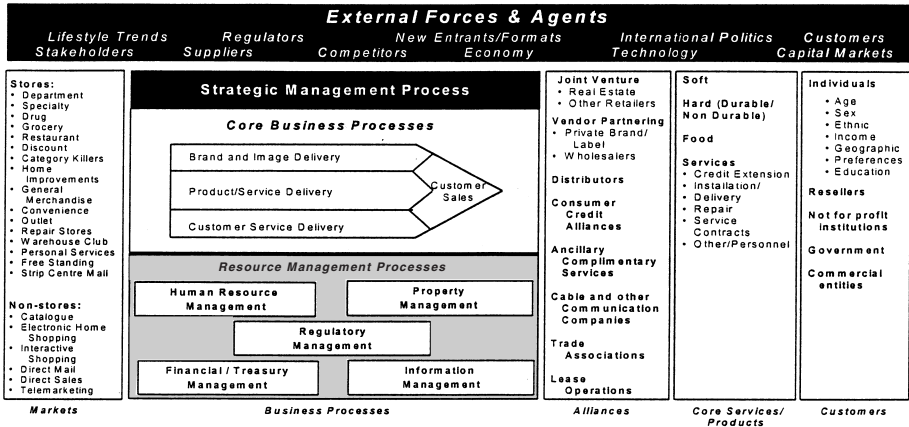 External Forces & Agents
Lifestyle Trends Regulators New Entrants/Formats International Politics Customers
Stakeholders Suppliers Competitors Economy Technology Capital Markets
Stores:
• Department
• Specialty
• Drug
• Grocery
• Restaurant
• Discount
• Category Killers
• Home
Improvements
• General
Merchandise
• Convenience
• Outlet
• Repair Stores
• Warehouse Club
• Personal Services
• Free Standing
• Strip Centre Mall
Non-stores:
• Catalogue
• Electronic Home
Shopping
• Interactive
Shopping
• Direct Mail
• Direct Sales
• Telemarketing
Markets
Strategic Management Process
Core Business Processes
Brand and Image Delivery
Product/Service Delivery
Customer Service Delivery
Customer
Sales
Resource Management Processes
Human Resource
Management
Property
Management
Regulatory
Management
Financial / Treasury
Management
Information
Management
Business Processes
Joint Venture
• Real Estate
• Other Retailers
Vendor Partnering
• Private Brand/
Label
• Wholesalers
Distributors
Consumer
Credit
Alliances
Ancillary
Complimentary
Services
Cable and other
Communication
Companies
Trade
Associations
Lease
Operations
Alliances
Soft
Hard (Durable/
Non Durable)
Food
Services
• Credit Extension
• Installation/
• Delivery
• Repair
• Service
Contracts
• Other/Personnel
Core Services/
Products
Individuals
• Age
• Sex
• Ethnic
• Income
• Geographic
• Preferences
• Education
Resellers
Not for profit
institutions
Government
Commercial
entities
Customers